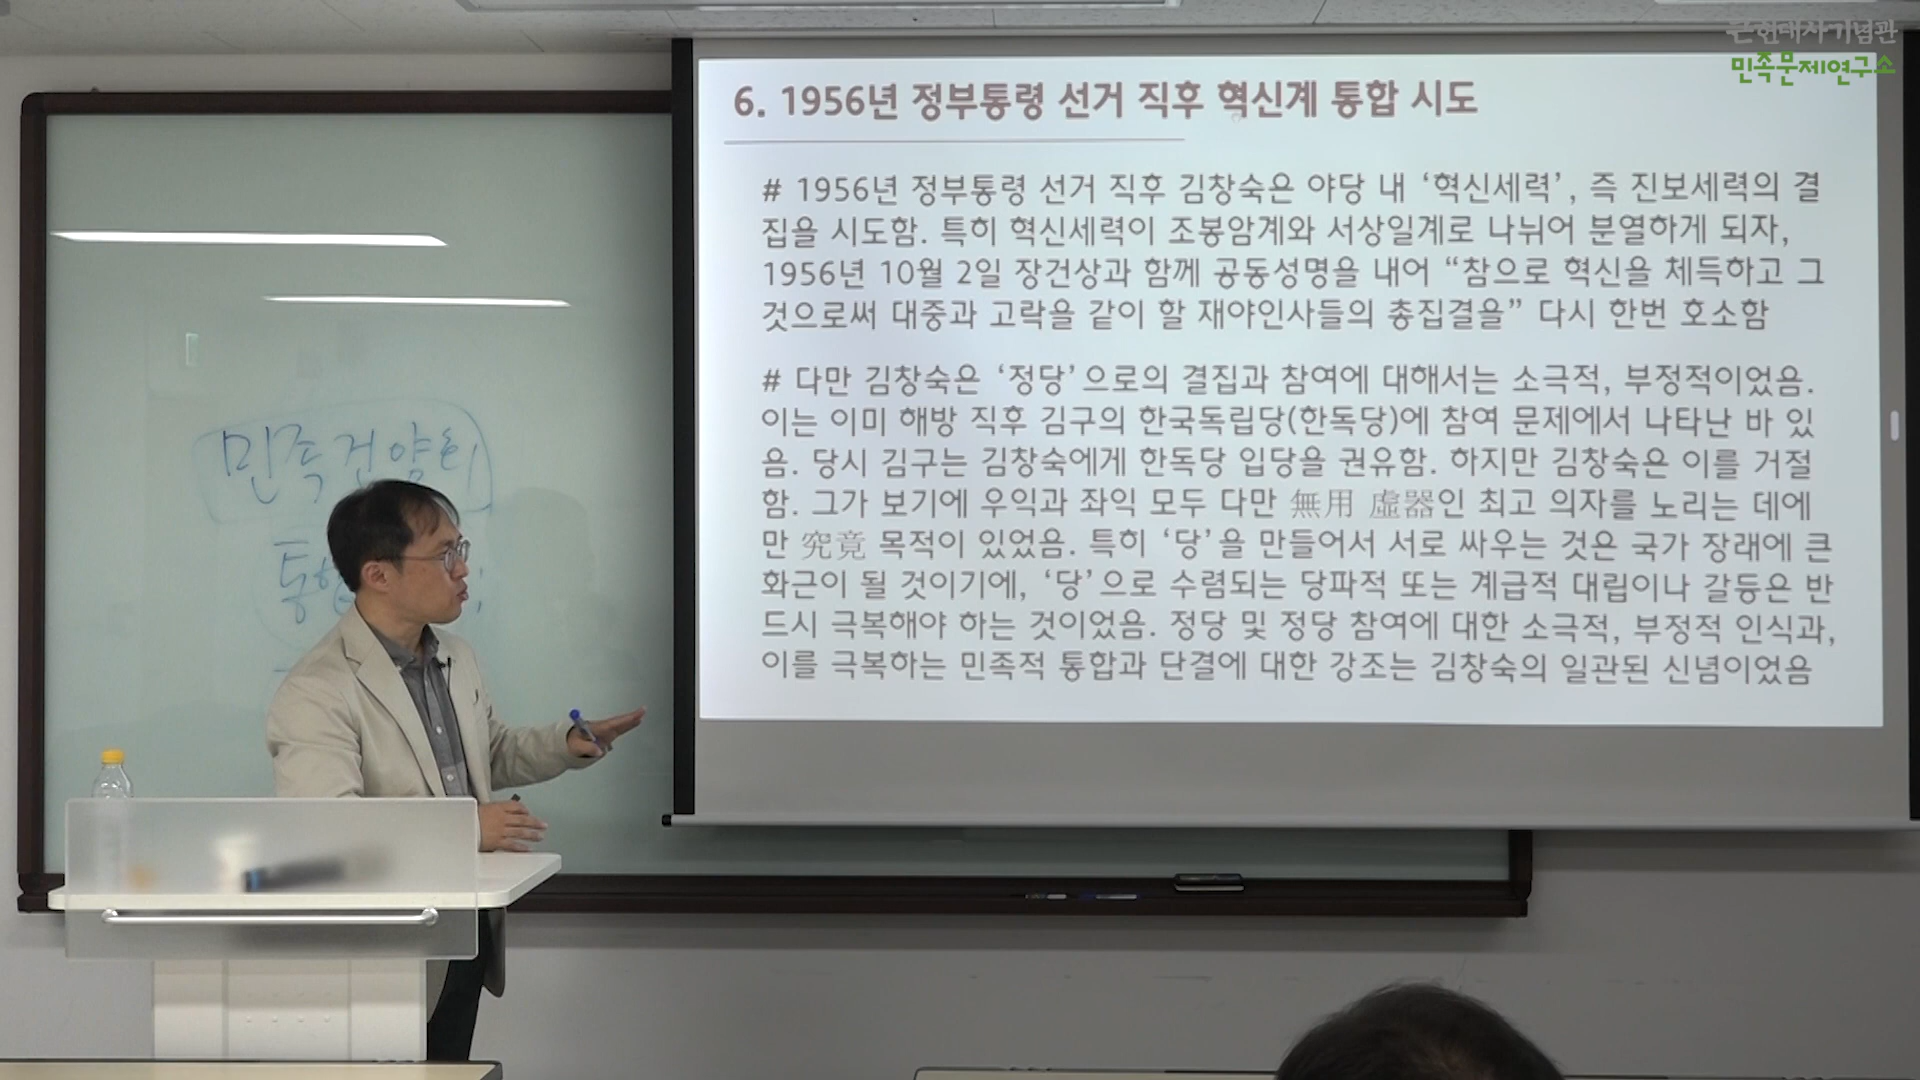 근현대사기념관
민족문제연구소
6. 1956년 정부통령 선거 직후 혁신계 통합 시도
# 1956년 정부통령 선거 직후 김창숙은 야당 내 ‘혁신세력’, 즉 진보세력의 결
집을 시도함. 특히 혁신세력이 조봉암계와 서상일계로 나뉘어 분열하게 되자,
1956년 10월 2일 장건상과 함께 공동성명을 내어 “참으로 혁신을 체득하고 그
것으로써 대중과 고락을 같이 할 재야인사들의 총집결을” 다시 한번 호소함
# 다만 김창숙은 ‘정당’으로의 결집과 참여에 대해서는 소극적, 부정적이었음.
이는 이미 해방 직후 김구의 한국독립당(한독당)에 참여 문제에서 나타난 바 있
음. 당시 김구는 김창숙에게 한독당 입당을 권유함. 하지만 김창숙은 이를 거절
함. 그가 보기에 우익과 좌익 모두 다만 無用 虛器인 최고 의자를 노리는 데에
만 究竟 목적이 있었음. 특히 ‘당’을 만들어서 서로 싸우는 것은 국가 장래에 큰
화근이 될 것이기에, ‘당’으로 수렴되는 당파적 또는 계급적 대립이나 갈등은 반
드시 극복해야 하는 것이었음. 정당 및 정당 참여에 대한 소극적, 부정적 인식과,
이를 극복하는 민족적 통합과 단결에 대한 강조는 김창숙의 일관된 신념이었음
민족건양회